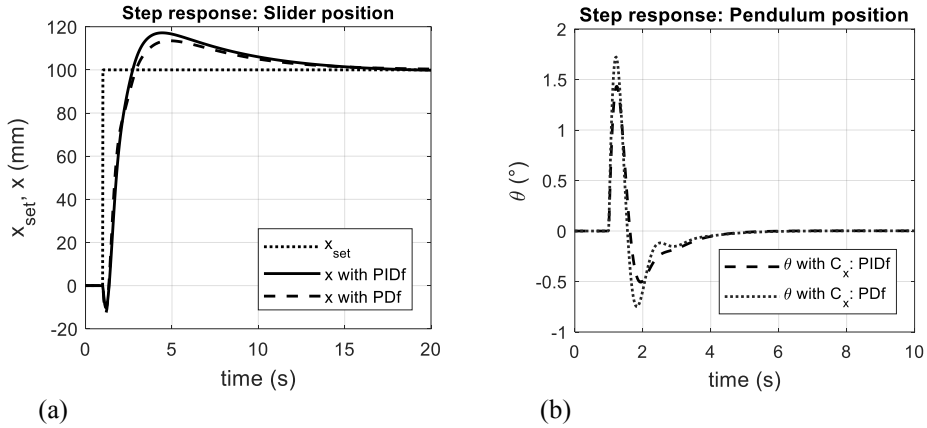 Step response: Slider position
120
100
80
60
40
20
0
-20
x_set, x (mm)
x_set
x with PIDf
x with PDf
0 5 10 15 20
time (s)
(a)
Step response: Pendulum position
2
1.5
1
0.5
0
-0.5
-1
θ (°)
θ with C_x: PIDf
θ with C_x: PDf
0 2 4 6 8 10
time (s)
(b)